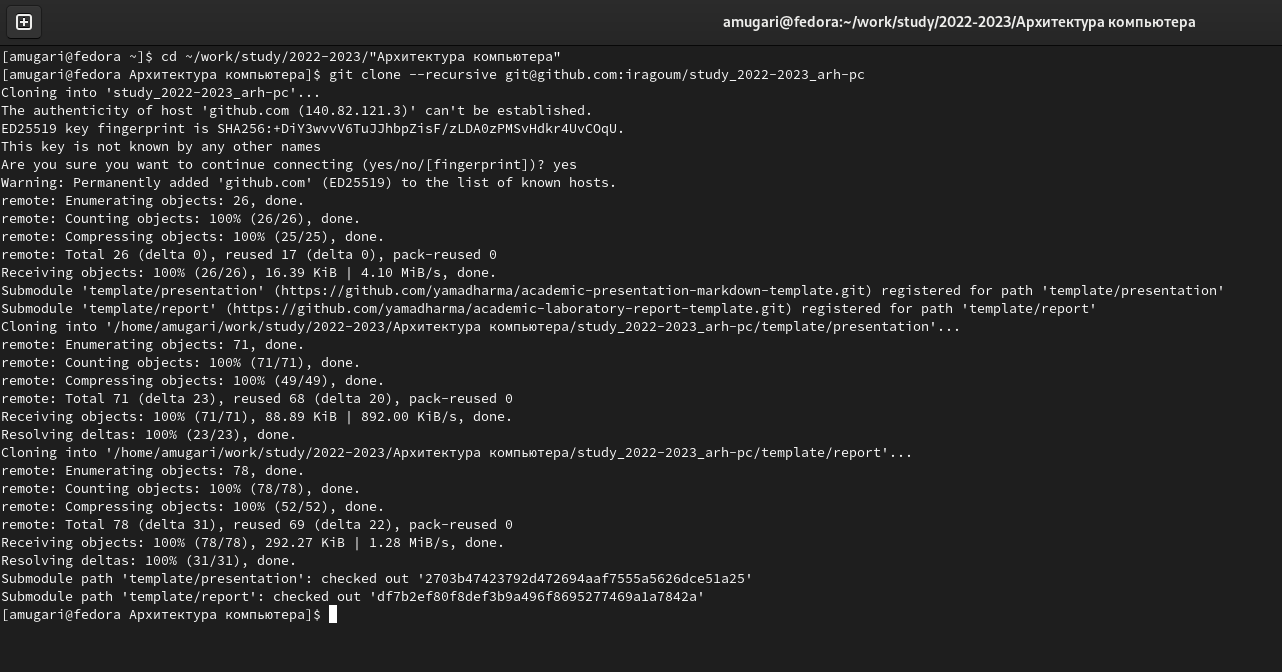 amugari@fedora:~/work/study/2022-2023/Архитектура компьютера
[amugari@fedora ~]$ cd ~/work/study/2022-2023/"Архитектура компьютера"
[amugari@fedora Архитектура компьютера]$ git clone --recursive git@github.com:iragoum/study_2022-2023_arh-pc
Cloning into 'study_2022-2023_arh-pc'...
The authenticity of host 'github.com (140.82.121.3)' can't be established.
ED25519 key fingerprint is SHA256:+DiY3wvvV6TuJJhbpZisF/zLDA0zPMSvHdkr4UvCOqU.
This key is not known by any other names
Are you sure you want to continue connecting (yes/no/[fingerprint])? yes
Warning: Permanently added 'github.com' (ED25519) to the list of known hosts.
remote: Enumerating objects: 26, done.
remote: Counting objects: 100% (26/26), done.
remote: Compressing objects: 100% (25/25), done.
remote: Total 26 (delta 0), reused 17 (delta 0), pack-reused 0
Receiving objects: 100% (26/26), 16.39 KiB | 4.10 MiB/s, done.
Submodule 'template/presentation' (https://github.com/yamadharma/academic-presentation-markdown-template.git) registered for path 'template/presentation'
Submodule 'template/report' (https://github.com/yamadharma/academic-laboratory-report-template.git) registered for path 'template/report'
Cloning into '/home/amugari/work/study/2022-2023/Архитектура компьютера/study_2022-2023_arh-pc/template/presentation'...
remote: Enumerating objects: 71, done.
remote: Counting objects: 100% (71/71), done.
remote: Compressing objects: 100% (49/49), done.
remote: Total 71 (delta 23), reused 68 (delta 20), pack-reused 0
Receiving objects: 100% (71/71), 88.89 KiB | 892.00 KiB/s, done.
Resolving deltas: 100% (23/23), done.
Cloning into '/home/amugari/work/study/2022-2023/Архитектура компьютера/study_2022-2023_arh-pc/template/report'...
remote: Enumerating objects: 78, done.
remote: Counting objects: 100% (78/78), done.
remote: Compressing objects: 100% (52/52), done.
remote: Total 78 (delta 31), reused 69 (delta 22), pack-reused 0
Receiving objects: 100% (78/78), 292.27 KiB | 1.28 MiB/s, done.
Resolving deltas: 100% (31/31), done.
Submodule path 'template/presentation': checked out '2703b47423792d472694aaf7555a5626dce51a25'
Submodule path 'template/report': checked out 'df7b2ef80f8def3b9a496f8695277469a1a7842a'
[amugari@fedora Архитектура компьютера]$